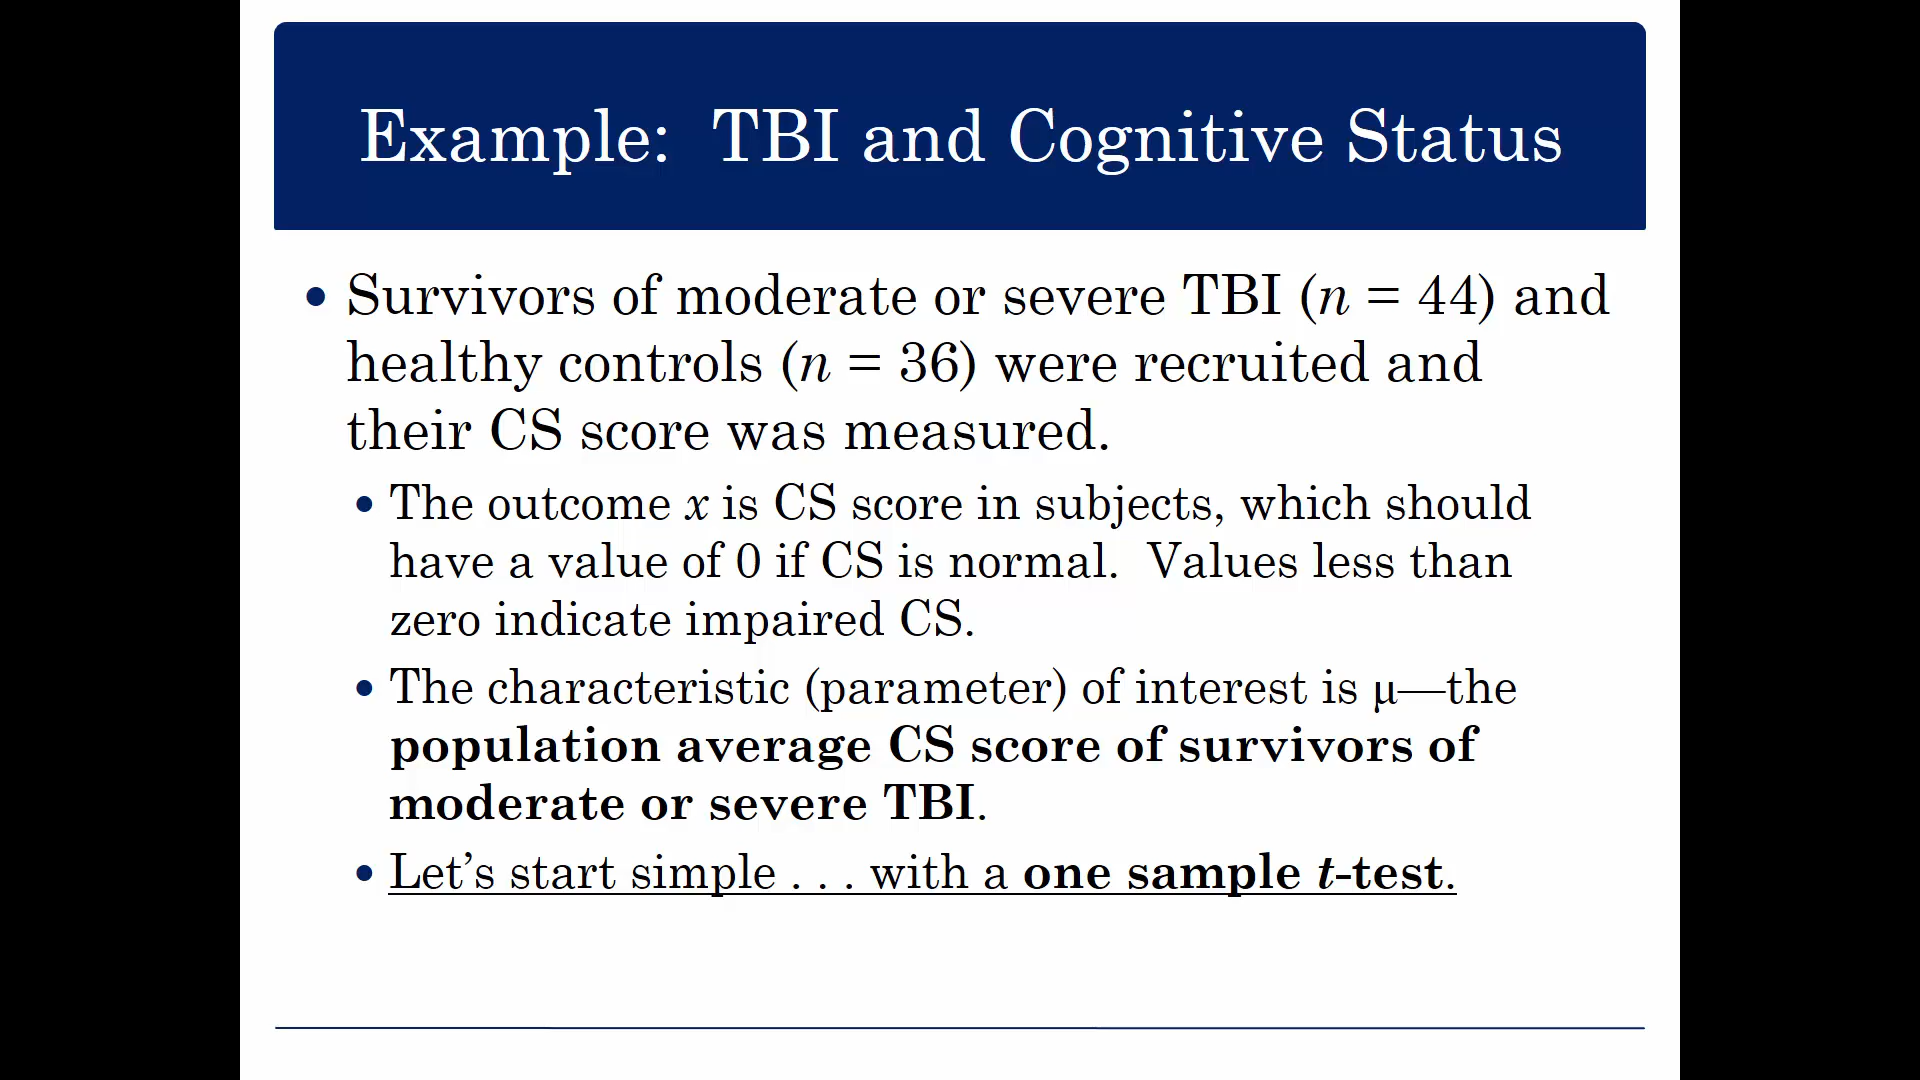 Example:  TBI and Cognitive Status
• Survivors of moderate or severe TBI (n = 44) and
healthy controls (n = 36) were recruited and
their CS score was measured.
• The outcome x is CS score in subjects, which should
have a value of 0 if CS is normal.  Values less than
zero indicate impaired CS.
• The characteristic (parameter) of interest is μ—the
population average CS score of survivors of
moderate or severe TBI.
• Let’s start simple . . . with a one sample t-test.